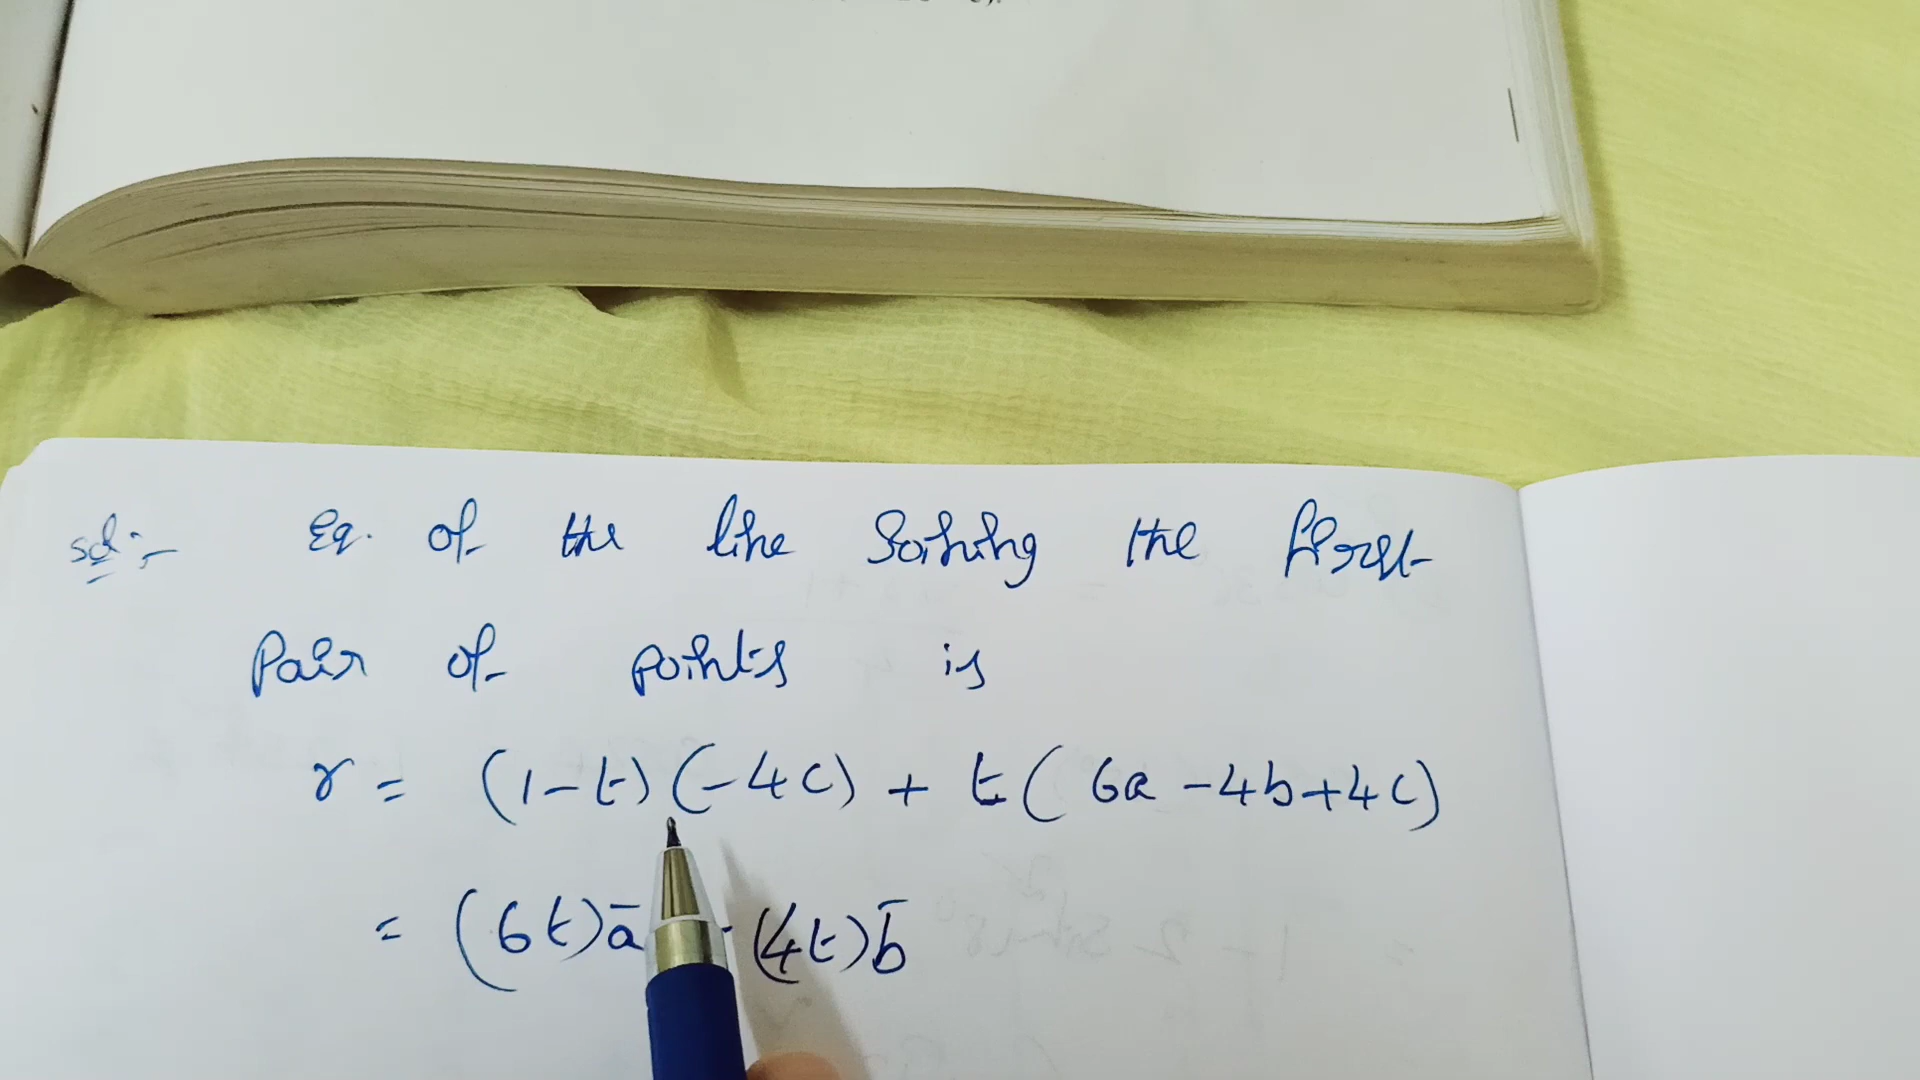 Sol:-  Eq. of the line Joining the first
Pair of points is
r = (1-t)(-4c) + t(6a-4b+4c)
= (6t)a̅ - (4t)b̅